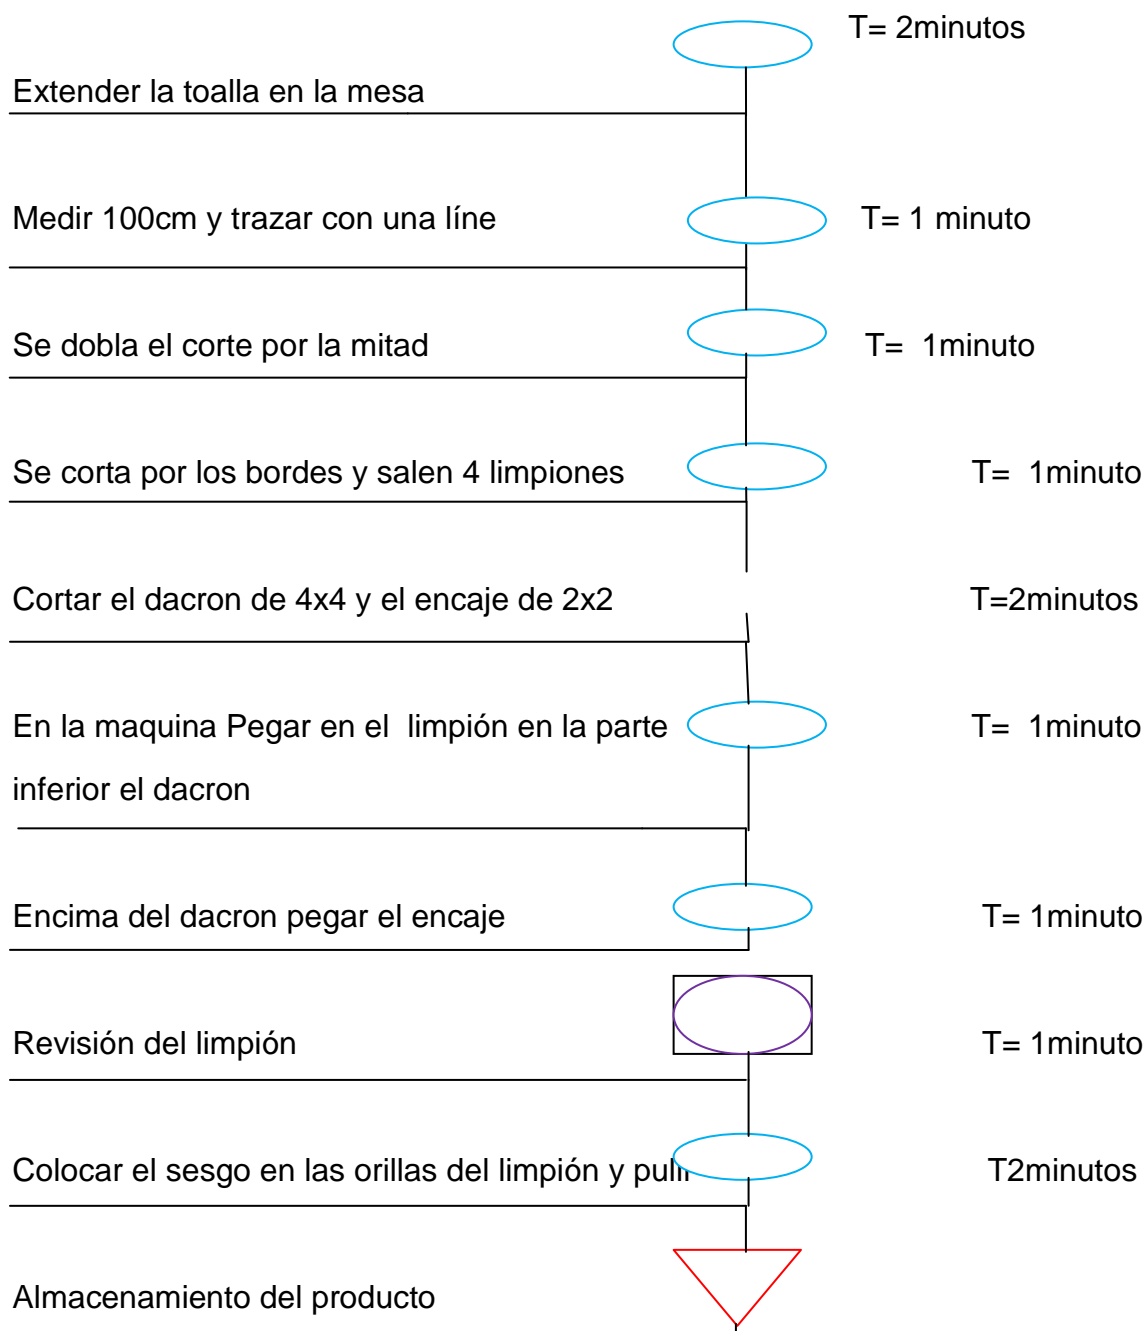 T= 2minutos
Extender la toalla en la mesa
Medir 100cm y trazar con una líne T= 1 minuto
Se dobla el corte por la mitad T= 1minuto
Se corta por los bordes y salen 4 limpiones T= 1minuto
Cortar el dacron de 4x4 y el encaje de 2x2 T=2minutos
En la maquina Pegar en el limpión en la parte T= 1minuto
inferior el dacron
Encima del dacron pegar el encaje T= 1minuto
Revisión del limpión T= 1minuto
Colocar el sesgo en las orillas del limpión y pulir T2minutos
Almacenamiento del producto